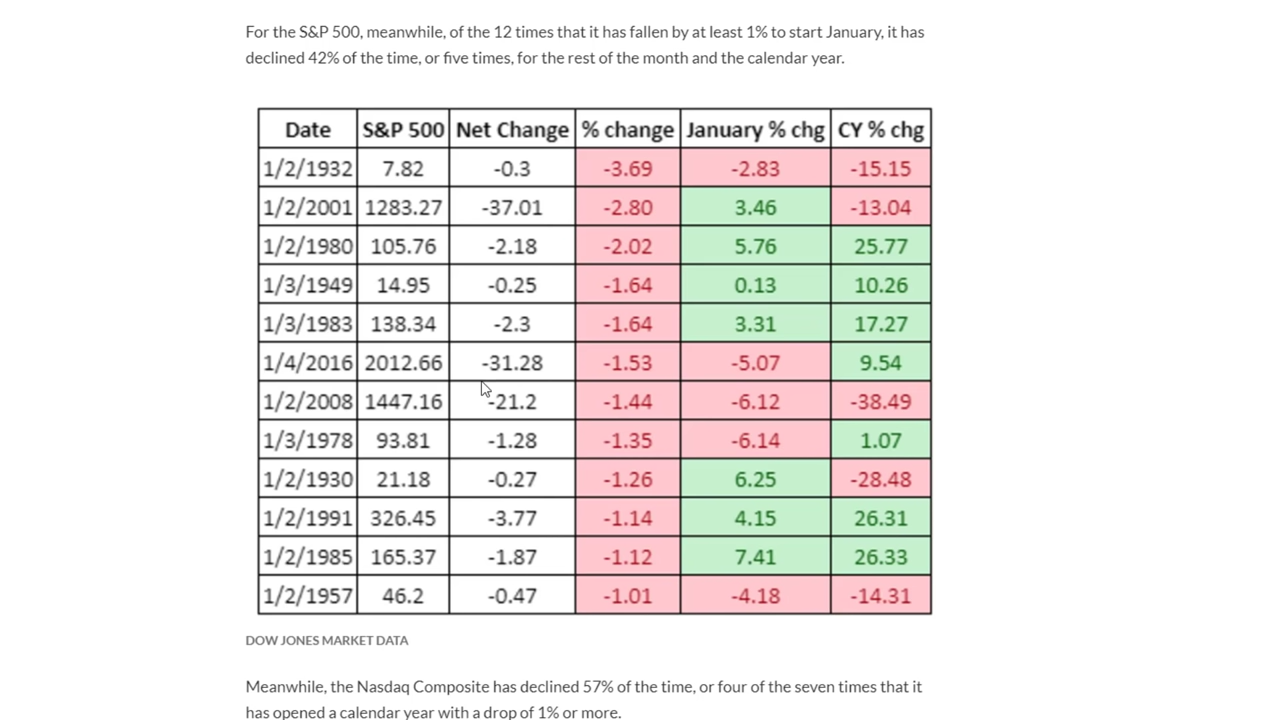 For the S&P 500, meanwhile, of the 12 times that it has fallen by at least 1% to start January, it has
declined 42% of the time, or five times, for the rest of the month and the calendar year.
Date S&P 500 Net Change % change January % chg CY % chg
1/2/1932 7.82 -0.3 -3.69 -2.83 -15.15
1/2/2001 1283.27 -37.01 -2.80 3.46 -13.04
1/2/1980 105.76 -2.18 -2.02 5.76 25.77
1/3/1949 14.95 -0.25 -1.64 0.13 10.26
1/3/1983 138.34 -2.3 -1.64 3.31 17.27
1/4/2016 2012.66 -31.28 -1.53 -5.07 9.54
1/2/2008 1447.16 -21.2 -1.44 -6.12 -38.49
1/3/1978 93.81 -1.28 -1.35 -6.14 1.07
1/2/1930 21.18 -0.27 -1.26 6.25 -28.48
1/2/1991 326.45 -3.77 -1.14 4.15 26.31
1/2/1985 165.37 -1.87 -1.12 7.41 26.33
1/2/1957 46.2 -0.47 -1.01 -4.18 -14.31
DOW JONES MARKET DATA
Meanwhile, the Nasdaq Composite has declined 57% of the time, or four of the seven times that it
has opened a calendar year with a drop of 1% or more.